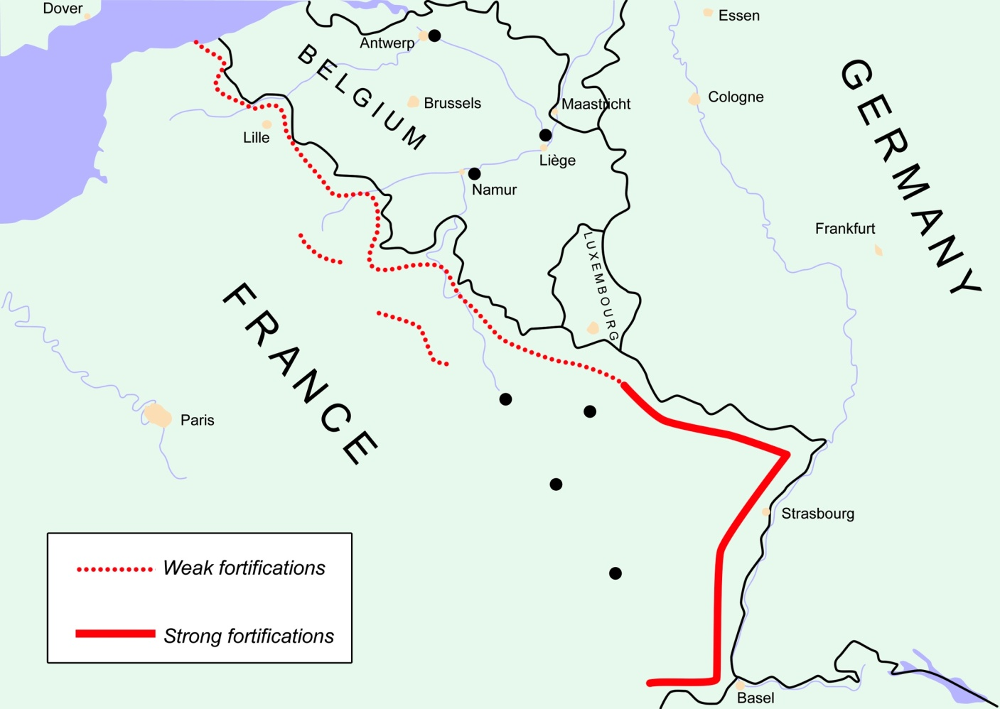 Dover
Essen
Antwerp
BELGIUM
GERMANY
Cologne
Brussels
Maastricht
Lille
Liège
Namur
Frankfurt
LUXEMBOURG
FRANCE
Paris
Strasbourg
Weak fortifications
Strong fortifications
Basel